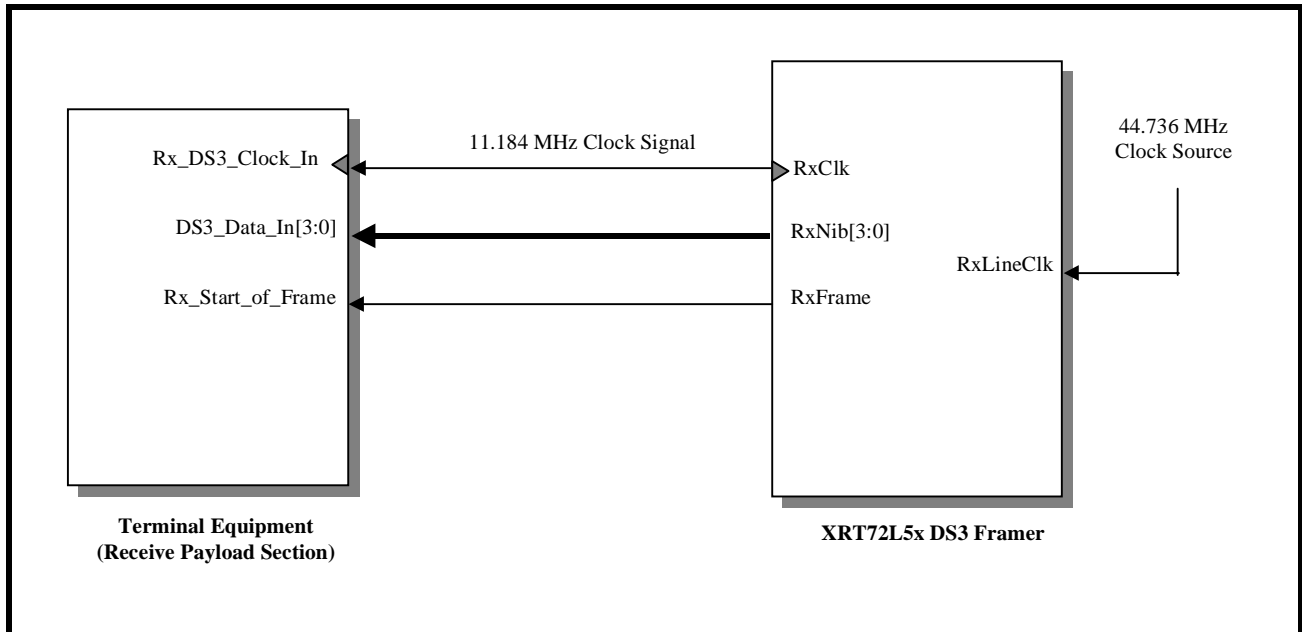 Rx_DS3_Clock_In
DS3_Data_In[3:0]
Rx_Start_of_Frame
11.184 MHz Clock Signal
RxClk
RxNib[3:0]
RxFrame
RxLineClk
44.736 MHz
Clock Source
Terminal Equipment
(Receive Payload Section)
XRT72L5x DS3 Framer